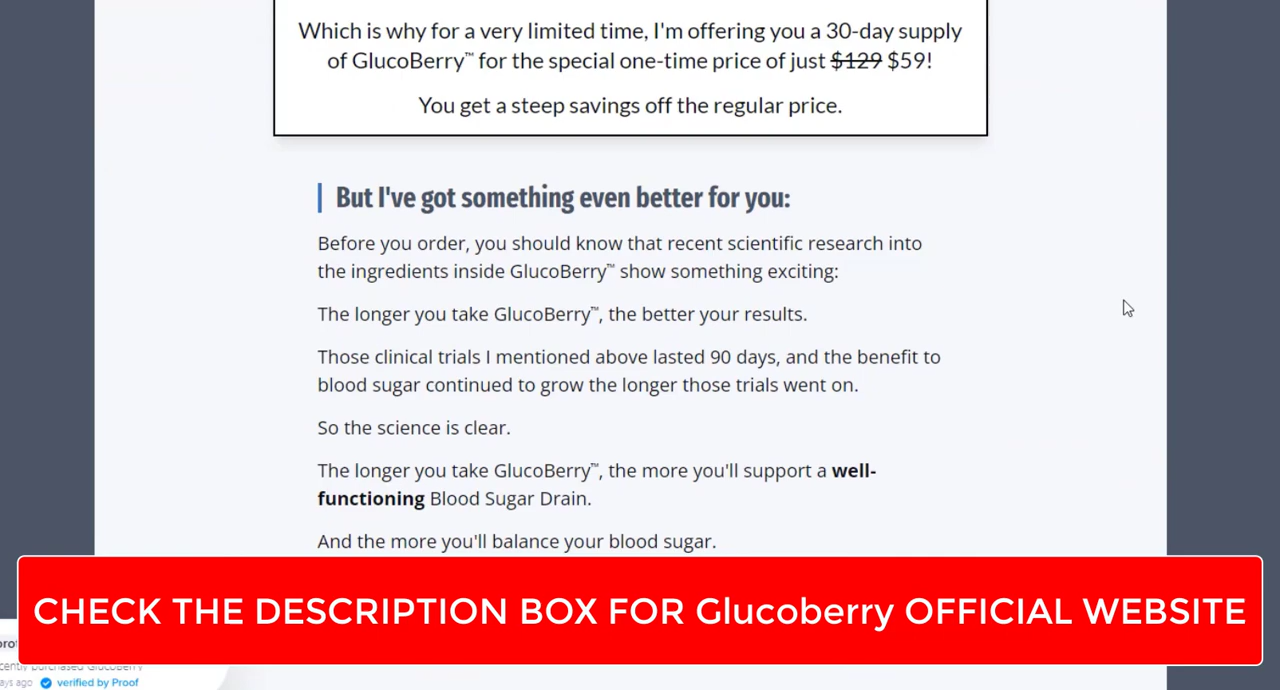 Which is why for a very limited time, I'm offering you a 30-day supply
of GlucoBerry™ for the special one-time price of just $129 $59!
You get a steep savings off the regular price.
But I've got something even better for you:
Before you order, you should know that recent scientific research into
the ingredients inside GlucoBerry™ show something exciting:
The longer you take GlucoBerry™, the better your results.
Those clinical trials I mentioned above lasted 90 days, and the benefit to
blood sugar continued to grow the longer those trials went on.
So the science is clear.
The longer you take GlucoBerry™, the more you'll support a well-
functioning Blood Sugar Drain.
And the more you'll balance your blood sugar.
CHECK THE DESCRIPTION BOX FOR Glucoberry OFFICIAL WEBSITE
ays ago verified by Proof